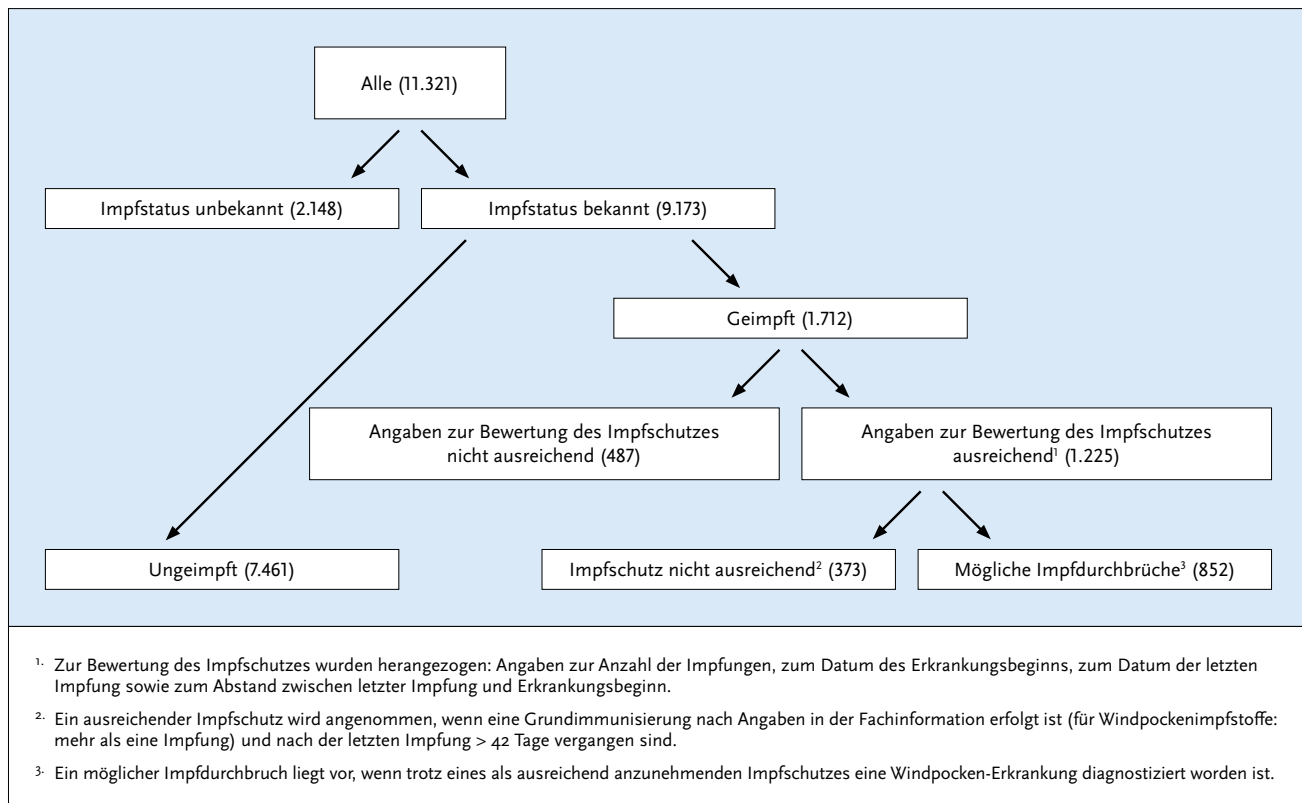 Alle (11.321)
Impfstatus unbekannt (2.148)
Impfstatus bekannt (9.173)
Geimpft (1.712)
Angaben zur Bewertung des Impfschutzes
nicht ausreichend (487)
Angaben zur Bewertung des Impfschutzes
ausreichend¹ (1.225)
Ungeimpft (7.461)
Impfschutz nicht ausreichend² (373)
Mögliche Impfdurchbrüche³ (852)
¹· Zur Bewertung des Impfschutzes wurden herangezogen: Angaben zur Anzahl der Impfungen, zum Datum des Erkrankungsbeginns, zum Datum der letzten
Impfung sowie zum Abstand zwischen letzter Impfung und Erkrankungsbeginn.
²· Ein ausreichender Impfschutz wird angenommen, wenn eine Grundimmunisierung nach Angaben in der Fachinformation erfolgt ist (für Windpockenimpfstoffe:
mehr als eine Impfung) und nach der letzten Impfung > 42 Tage vergangen sind.
³· Ein möglicher Impfdurchbruch liegt vor, wenn trotz eines als ausreichend anzunehmenden Impfschutzes eine Windpocken-Erkrankung diagnostiziert worden ist.